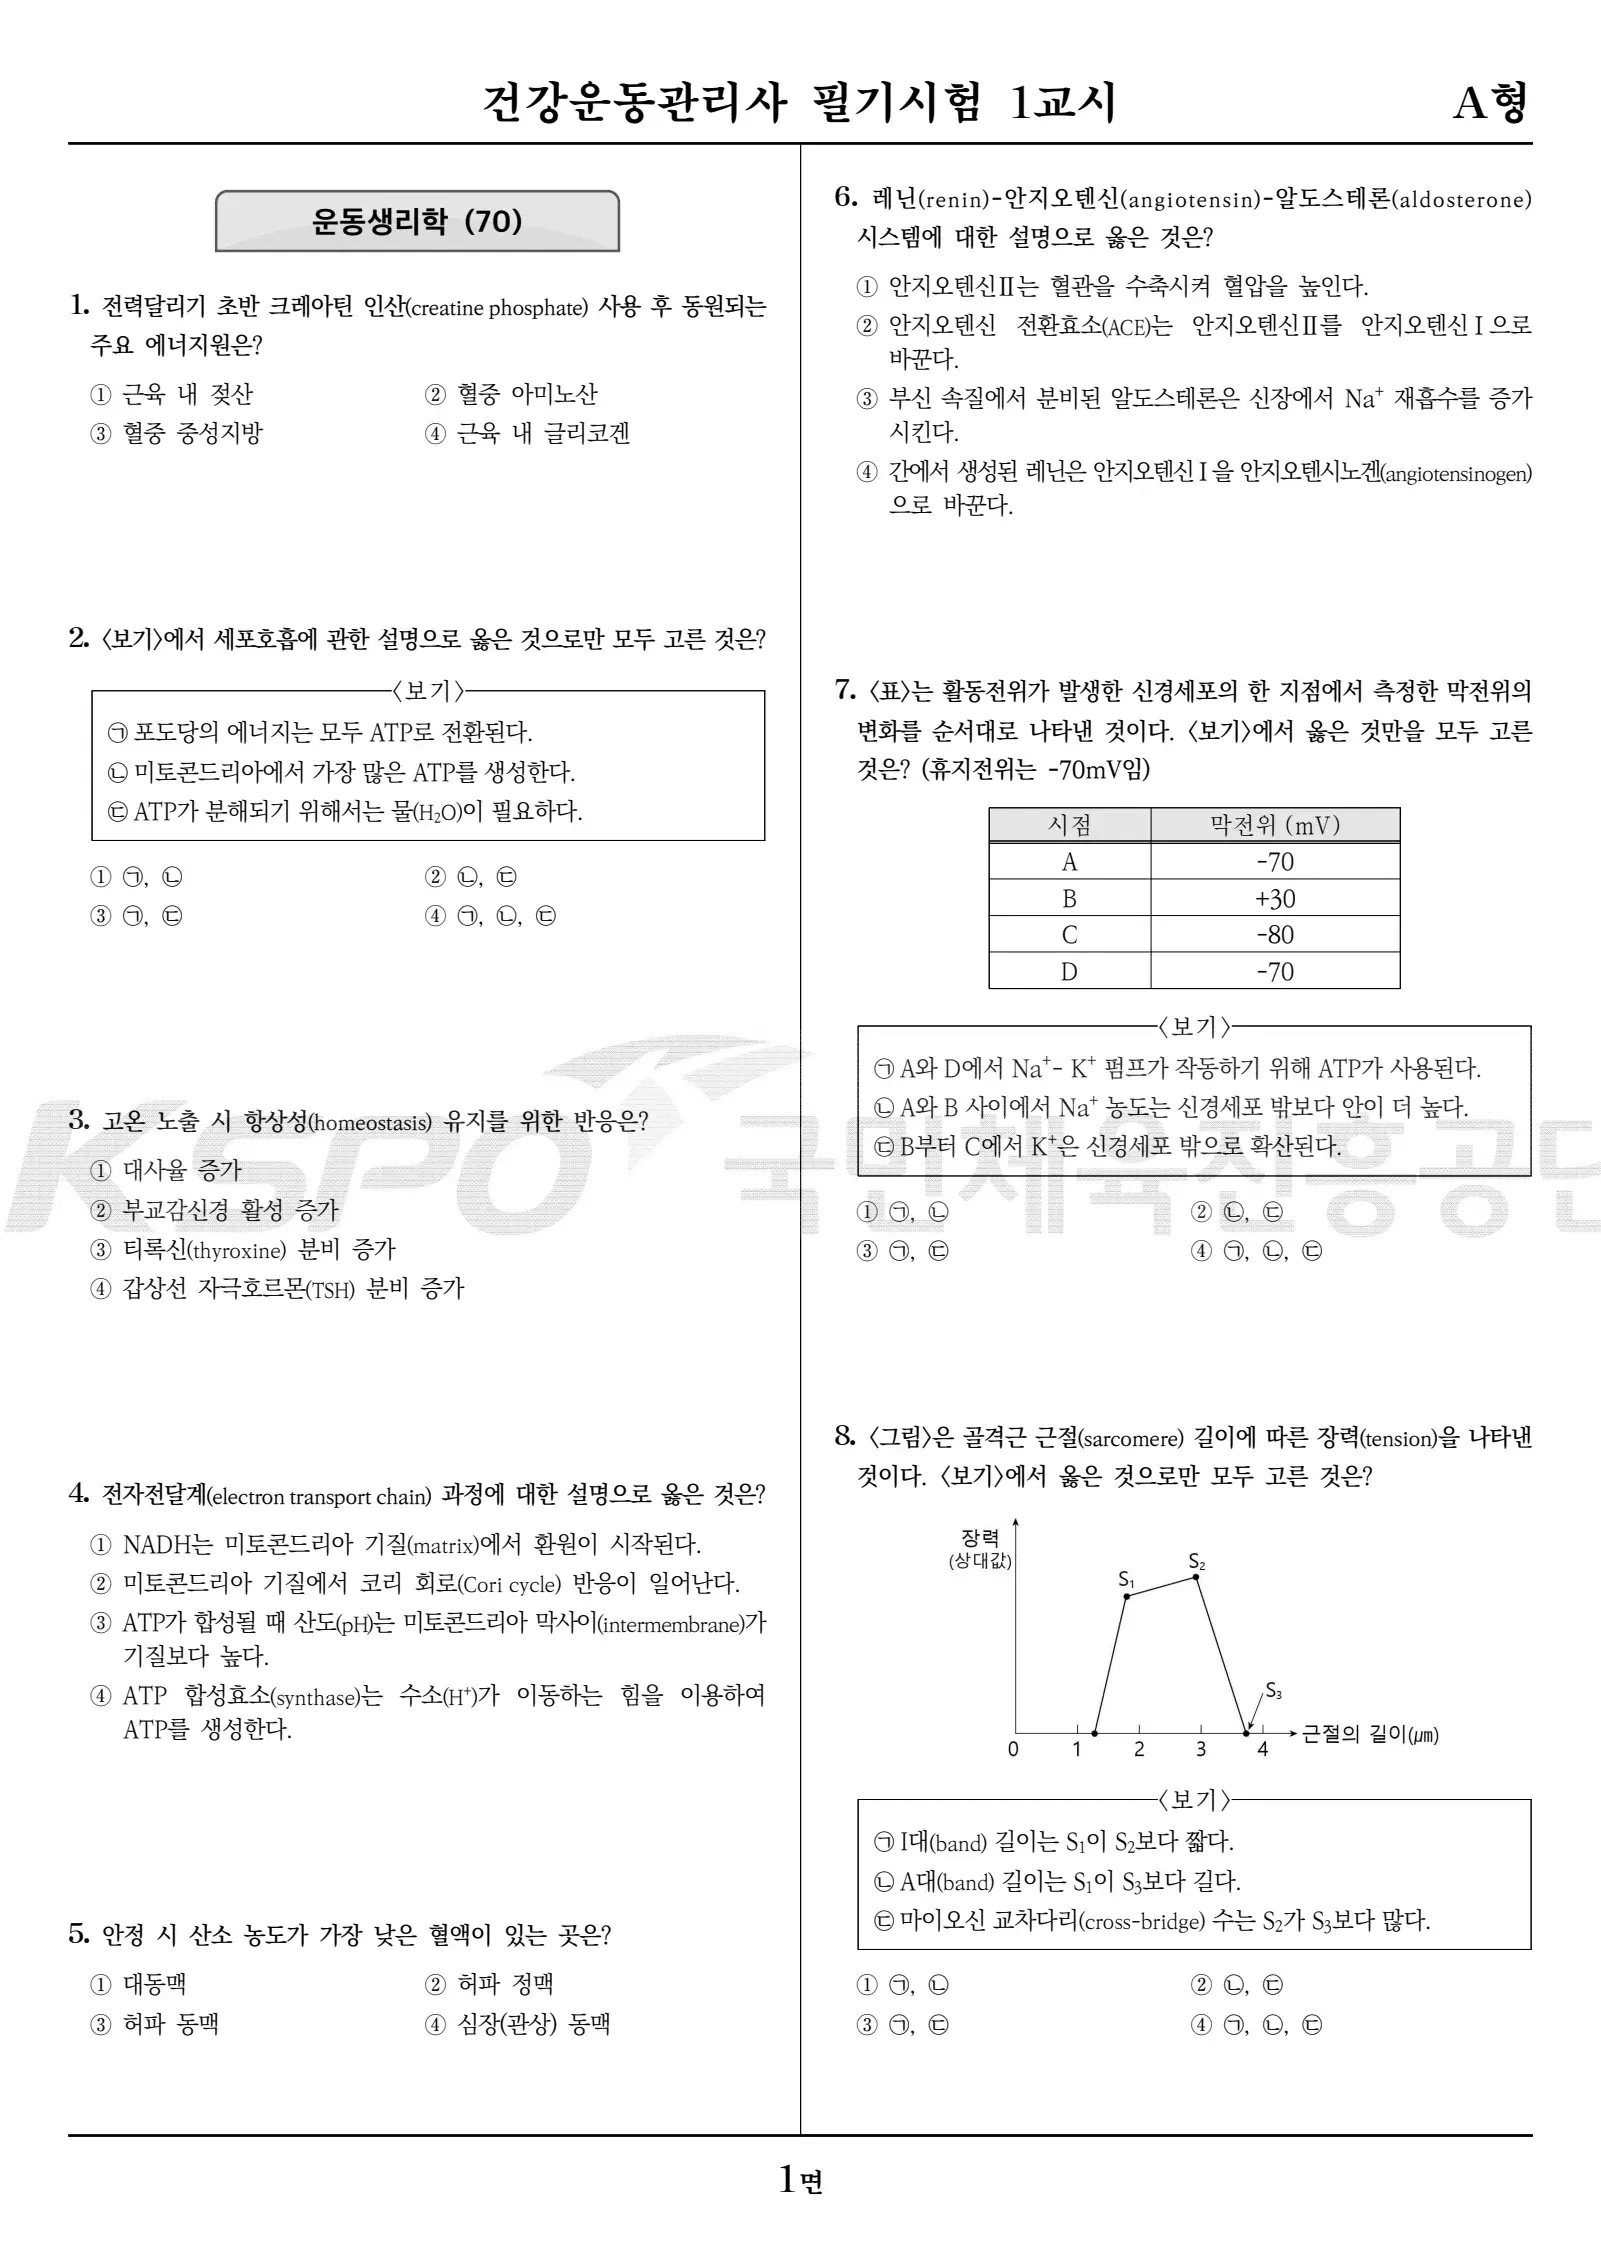 건강운동관리사 필기시험 1교시
A형
운동생리학 (70)
1. 전력달리기 초반 크레아틴 인산(creatine phosphate) 사용 후 동원되는
주요 에너지원은?
① 근육 내 젖산 ② 혈중 아미노산
③ 혈중 중성지방 ④ 근육 내 글리코겐
2. 〈보기〉에서 세포호흡에 관한 설명으로 옳은 것으로만 모두 고른 것은?
〈보기〉
㉠ 포도당의 에너지는 모두 ATP로 전환된다.
㉡ 미토콘드리아에서 가장 많은 ATP를 생성한다.
㉢ ATP가 분해되기 위해서는 물(H₂O)이 필요하다.
① ㉠, ㉡ ② ㉡, ㉢
③ ㉠, ㉢ ④ ㉠, ㉡, ㉢
3. 고온 노출 시 항상성(homeostasis) 유지를 위한 반응은?
① 대사율 증가
② 부교감신경 활성 증가
③ 티록신(thyroxine) 분비 증가
④ 갑상선 자극호르몬(TSH) 분비 증가
4. 전자전달계(electron transport chain) 과정에 대한 설명으로 옳은 것은?
① NADH는 미토콘드리아 기질(matrix)에서 환원이 시작된다.
② 미토콘드리아 기질에서 코리 회로(Cori cycle) 반응이 일어난다.
③ ATP가 합성될 때 산도(pH)는 미토콘드리아 막사이(intermembrane)가
기질보다 높다.
④ ATP 합성효소(synthase)는 수소(H⁺)가 이동하는 힘을 이용하여
ATP를 생성한다.
5. 안정 시 산소 농도가 가장 낮은 혈액이 있는 곳은?
① 대동맥 ② 허파 정맥
③ 허파 동맥 ④ 심장(관상) 동맥
6. 레닌(renin)-안지오텐신(angiotensin)-알도스테론(aldosterone)
시스템에 대한 설명으로 옳은 것은?
① 안지오텐신Ⅱ는 혈관을 수축시켜 혈압을 높인다.
② 안지오텐신 전환효소(ACE)는 안지오텐신Ⅱ를 안지오텐신Ⅰ으로
바꾼다.
③ 부신 속질에서 분비된 알도스테론은 신장에서 Na⁺ 재흡수를 증가
시킨다.
④ 간에서 생성된 레닌은 안지오텐신Ⅰ을 안지오텐시노겐(angiotensinogen)
으로 바꾼다.
7. 〈표〉는 활동전위가 발생한 신경세포의 한 지점에서 측정한 막전위의
변화를 순서대로 나타낸 것이다. 〈보기〉에서 옳은 것만을 모두 고른
것은? (휴지전위는 -70mV임)
시점 막전위 (mV)
A -70
B +30
C -80
D -70
〈보기〉
㉠ A와 D에서 Na⁺- K⁺ 펌프가 작동하기 위해 ATP가 사용된다.
㉡ A와 B 사이에서 Na⁺ 농도는 신경세포 밖보다 안이 더 높다.
㉢ B부터 C에서 K⁺은 신경세포 밖으로 확산된다.
① ㉠, ㉡ ② ㉡, ㉢
③ ㉠, ㉢ ④ ㉠, ㉡, ㉢
8. 〈그림〉은 골격근 근절(sarcomere) 길이에 따른 장력(tension)을 나타낸
것이다. 〈보기〉에서 옳은 것으로만 모두 고른 것은?
장력
(상대값)
S₁
S₂
S₃
0 1 2 3 4
근절의 길이(㎛)
〈보기〉
㉠ I대(band) 길이는 S₁이 S₂보다 짧다.
㉡ A대(band) 길이는 S₁이 S₃보다 길다.
㉢ 마이오신 교차다리(cross-bridge) 수는 S₂가 S₃보다 많다.
① ㉠, ㉡ ② ㉡, ㉢
③ ㉠, ㉢ ④ ㉠, ㉡, ㉢
KSPO 국민체육진흥공단
1면